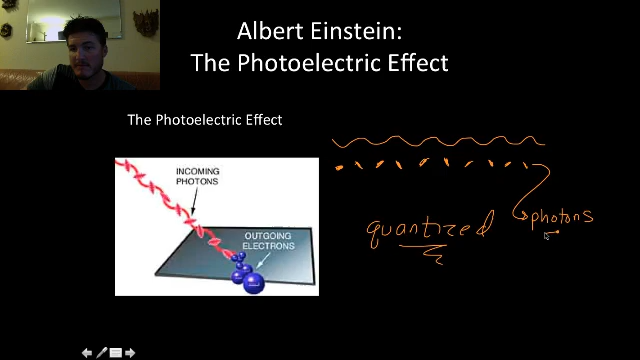 Albert Einstein:
The Photoelectric Effect
The Photoelectric Effect
INCOMING
PHOTONS
OUTGOING
ELECTRONS
photons
quantized